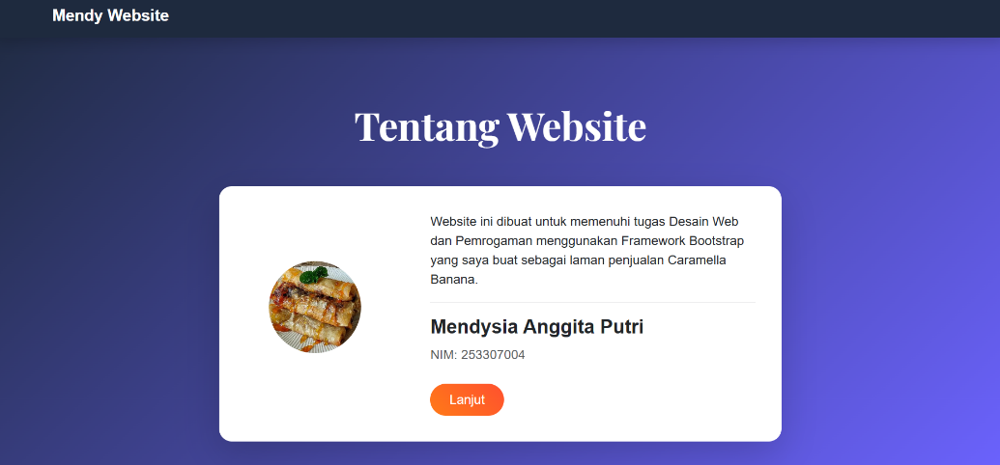 Mendy Website
Tentang Website
Website ini dibuat untuk memenuhi tugas Desain Web
dan Pemrogaman menggunakan Framework Bootstrap
yang saya buat sebagai laman penjualan Caramella
Banana.
Mendysia Anggita Putri
NIM: 253307004
Lanjut